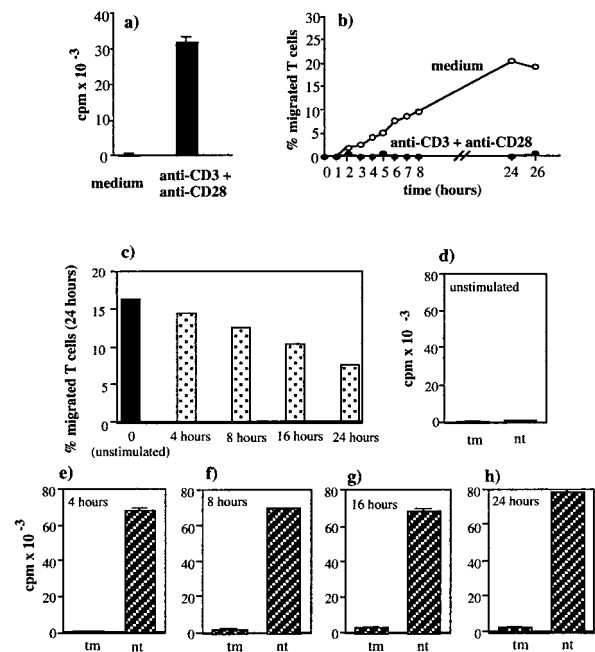 a)
cpm x 10 -3
40
30
20
10
0
medium
anti-CD3 +
anti-CD28
b)
% migrated T cells
30
25
20
15
10
5
0
medium
anti-CD3 + anti-CD28
0 1 2 3 4 5 6 7 8 24 26
time (hours)
c)
% migrated T cells (24 hours)
20
15
10
5
0
0
(unstimulated)
4 hours
8 hours
16 hours
24 hours
d)
cpm x 10 -3
80
60
40
20
0
unstimulated
tm nt
e)
cpm x 10 -3
80
60
40
20
0
4 hours
tm nt
f)
80
60
40
20
0
8 hours
tm nt
g)
80
60
40
20
0
16 hours
tm nt
h)
80
60
40
20
0
24 hours
tm nt